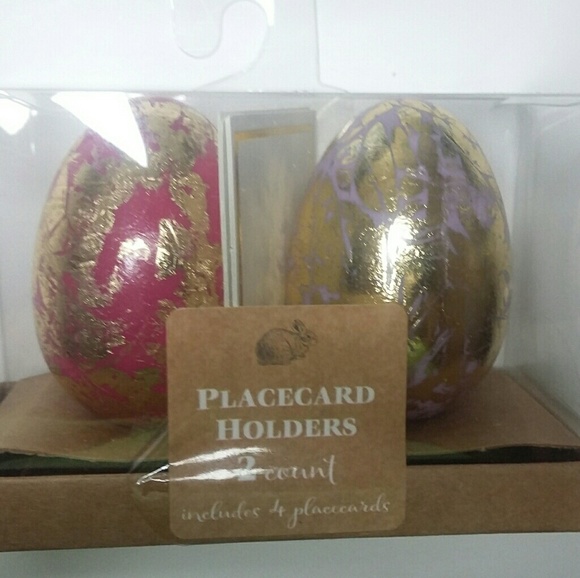 PLACECARD
HOLDERS
2 count
includes 4 placecards